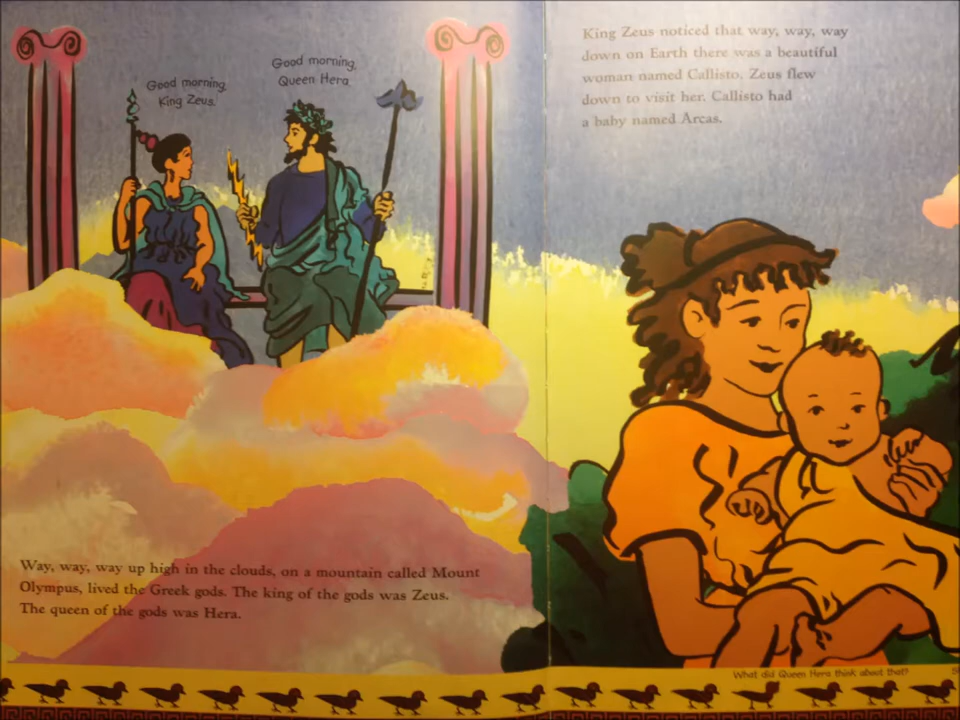 Good morning,
King Zeus.
Good morning,
Queen Hera
Way, way, way up high in the clouds, on a mountain called Mount
Olympus, lived the Greek gods. The king of the gods was Zeus.
The queen of the gods was Hera.
King Zeus noticed that way, way, way
down on Earth there was a beautiful
woman named Callisto. Zeus flew
down to visit her. Callisto had
a baby named Arcas.
What did Queen Hera think about that?